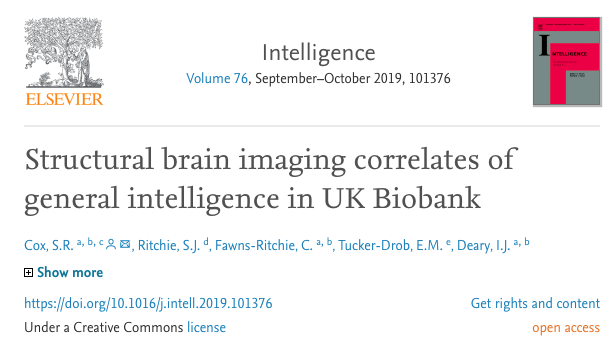 ELSEVIER
Intelligence
Volume 76, September–October 2019, 101376
INTELLIGENCE
Structural brain imaging correlates of
general intelligence in UK Biobank
Cox, S.R. a, b, c, Ritchie, S.J. d, Fawns-Ritchie, C. a, b, Tucker-Drob, E.M. e, Deary, I.J. a, b
Show more
https://doi.org/10.1016/j.intell.2019.101376
Get rights and content
Under a Creative Commons license
open access